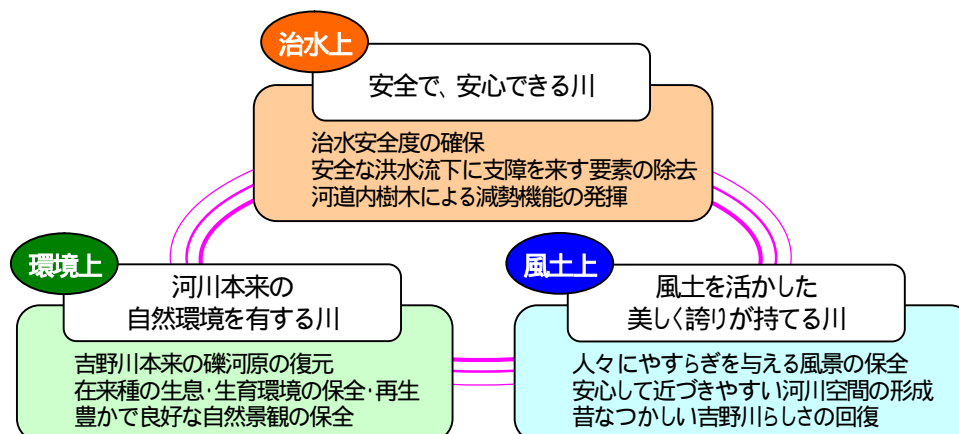 治水上
安全で、安心できる川
治水安全度の確保
安全な洪水流下に支障を来す要素の除去
河道内樹木による減勢機能の発揮
環境上
河川本来の
自然環境を有する川
吉野川本来の礫河原の復元
在来種の生息・生育環境の保全・再生
豊かで良好な自然景観の保全
風土上
風土を活かした
美しく誇りが持てる川
人々にやすらぎを与える風景の保全
安心して近づきやすい河川空間の形成
昔なつかしい吉野川らしさの回復